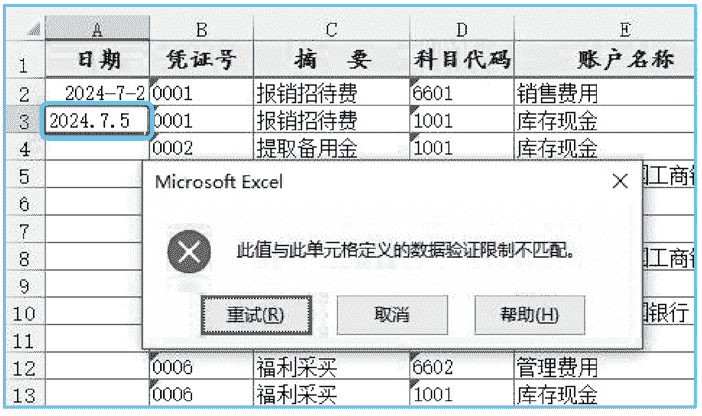 A B C D E
1 日期 凭证号 摘 要 科目代码 账户名称
2 2024-7-2 0001 报销招待费 6601 销售费用
3 2024.7.5 0001 报销招待费 1001 库存现金
4 0002 提取备用金 1001 库存现金
5 工商银
6
7
8 工商银
9
10 银行
11
12 0006 福利采买 6602 管理费用
13 0006 福利采买 1001 库存现金
Microsoft Excel
此值与此单元格定义的数据验证限制不匹配。
重试(R) 取消 帮助(H)